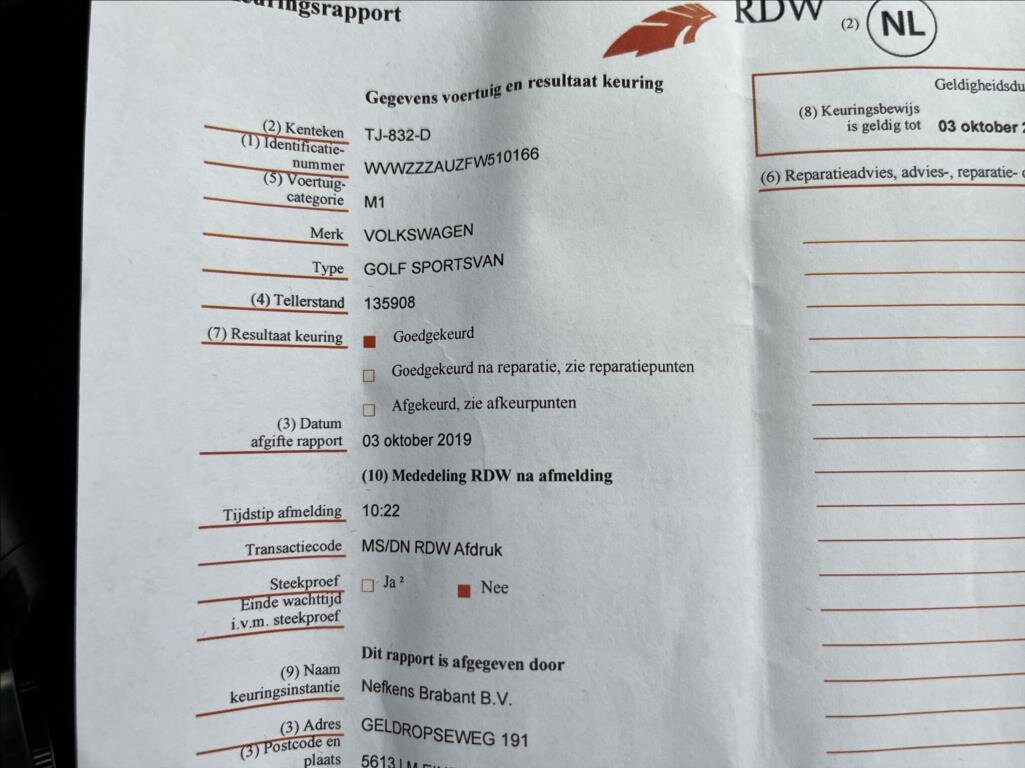 uringsrapport
RDW
(2) NL
Gegevens voertuig en resultaat keuring
(2) Kenteken TJ-832-D
(1) Identificatie-
nummer WVWZZZAUZFW510166
(5) Voertuig-
categorie M1
Merk VOLKSWAGEN
Type GOLF SPORTSVAN
(4) Tellerstand 135908
(7) Resultaat keuring Goedgekeurd
Goedgekeurd na reparatie, zie reparatiepunten
Afgekeurd, zie afkeurpunten
(3) Datum
afgifte rapport 03 oktober 2019
(10) Mededeling RDW na afmelding
Tijdstip afmelding 10:22
Transactiecode MS/DN RDW Afdruk
Steekproef Ja ² Nee
Einde wachttijd
i.v.m. steekproef
Dit rapport is afgegeven door
(9) Naam
keuringsinstantie Nefkens Brabant B.V.
(3) Adres GELDROPSEWEG 191
(3) Postcode en
plaats 5613
Geldigheidsdu
(8) Keuringsbewijs
is geldig tot 03 oktober
(6) Reparatieadvies, advies-, reparatie-